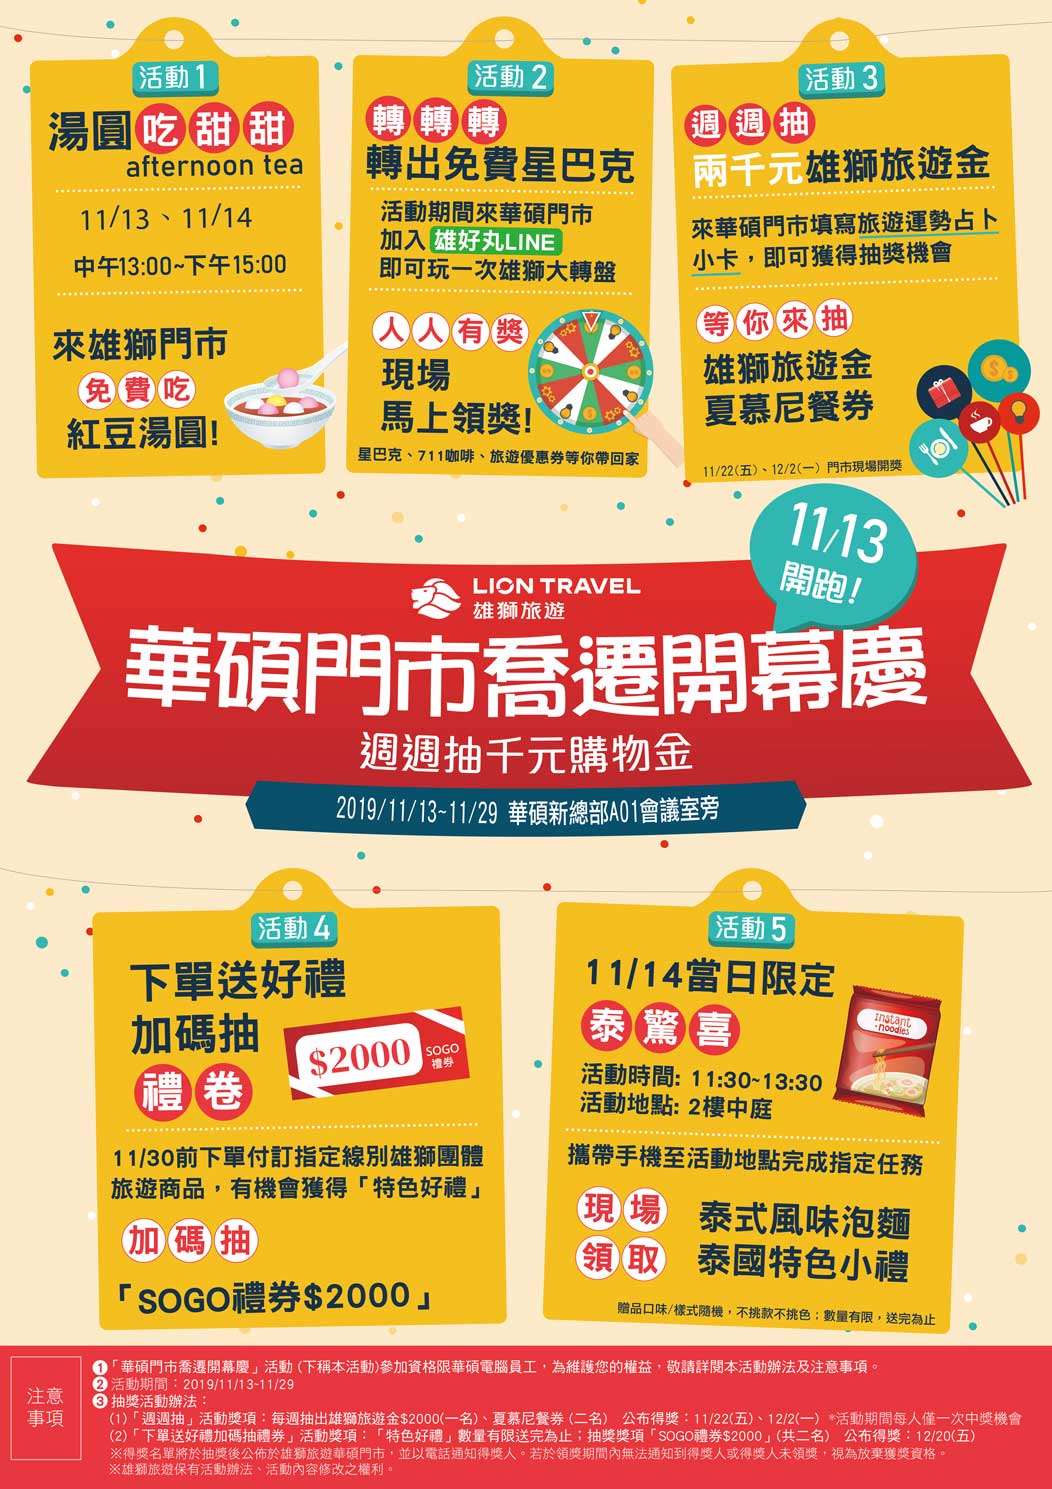 活動1
湯圓吃甜甜
afternoon tea
11/13、11/14
中午13:00~下午15:00
來雄獅門市
免費吃
紅豆湯圓!
活動2
轉轉轉
轉出免費星巴克
活動期間來華碩門市
加入 雄好丸LINE
即可玩一次雄獅大轉盤
人人有獎
現場
馬上領獎!
星巴克、711咖啡、旅遊優惠券等你帶回家
活動3
週週抽
兩千元雄獅旅遊金
來華碩門市填寫旅遊運勢占卜
小卡，即可獲得抽獎機會
等你來抽
雄獅旅遊金
夏慕尼餐券
11/22(五)、12/2(一) 門市現場開獎
11/13
開跑!
LION TRAVEL
雄獅旅遊
華碩門市喬遷開幕慶
週週抽千元購物金
2019/11/13~11/29 華碩新總部A01會議室旁
活動4
下單送好禮
加碼抽
禮卷
$2000
SOGO
禮券
11/30前下單付訂指定線別雄獅團體
旅遊商品，有機會獲得「特色好禮」
加碼抽
「SOGO禮券$2000」
活動5
11/14當日限定
泰驚喜
instant
noodles
活動時間: 11:30~13:30
活動地點: 2樓中庭
攜帶手機至活動地點完成指定任務
現場
領取
泰式風味泡麵
泰國特色小禮
贈品口味/樣式隨機，不挑款不挑色；數量有限，送完為止
注意
事項
❶「華碩門市喬遷開幕慶」活動 (下稱本活動)參加資格限華碩電腦員工，為維護您的權益，敬請詳閱本活動辦法及注意事項。
❷ 活動期間：2019/11/13~11/29
❸ 抽獎活動辦法：
(1)「週週抽」活動獎項：每週抽出雄獅旅遊金$2000(一名)、夏慕尼餐券 (二名) 公布得獎：11/22(五)、12/2(一) *活動期間每人僅一次中獎機會
(2)「下單送好禮加碼抽禮券」活動獎項：「特色好禮」數量有限送完為止；抽獎獎項「SOGO禮券$2000」(共二名) 公布得獎：12/20(五)
※得獎名單將於抽獎後公佈於雄獅旅遊華碩門市，並以電話通知得獎人。若於領獎期間內無法通知到得獎人或得獎人未領獎，視為放棄獲獎資格。
※雄獅旅遊保有活動辦法、活動內容修改之權利。